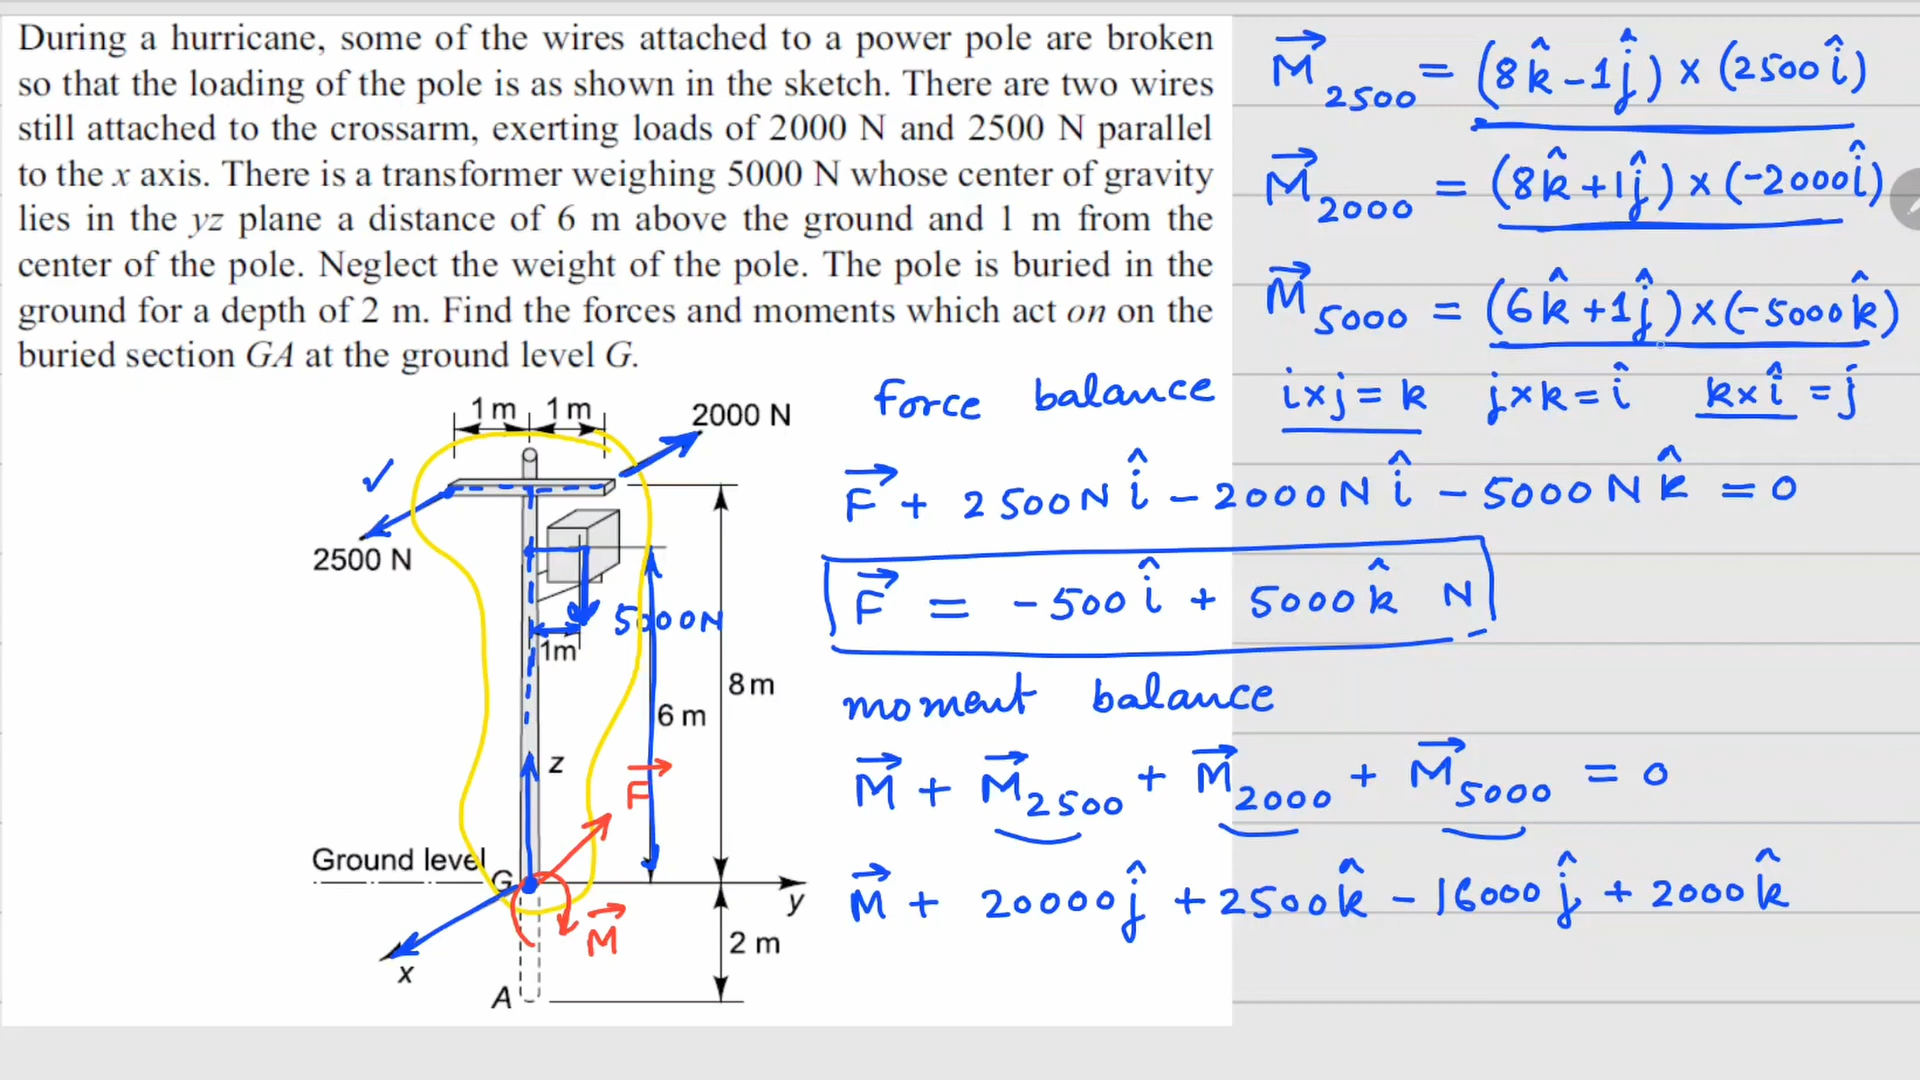 During a hurricane, some of the wires attached to a power pole are broken
so that the loading of the pole is as shown in the sketch. There are two wires
still attached to the crossarm, exerting loads of 2000 N and 2500 N parallel
to the x axis. There is a transformer weighing 5000 N whose center of gravity
lies in the yz plane a distance of 6 m above the ground and 1 m from the
center of the pole. Neglect the weight of the pole. The pole is buried in the
ground for a depth of 2 m. Find the forces and moments which act on on the
buried section GA at the ground level G.
1 m 1 m
2000 N
✓
2500 N
5000N
1m
8 m
6 m
z
F⃗
Ground level
G
y
M⃗
x
2 m
A
M⃗₂₅₀₀ = (8k̂ - 1ĵ) × (2500î)
M⃗₂₀₀₀ = (8k̂ + 1ĵ) × (-2000î)
M⃗₅₀₀₀ = (6k̂ + 1ĵ) × (-5000k̂)
i×j = k j×k = î k×î = j
force balance
F⃗ + 2500N î - 2000N î - 5000N k̂ = 0
F⃗ = -500î + 5000k̂ N
moment balance
M⃗ + M⃗₂₅₀₀ + M⃗₂₀₀₀ + M⃗₅₀₀₀ = 0
M⃗ + 20000ĵ + 2500k̂ - 16000ĵ + 2000k̂